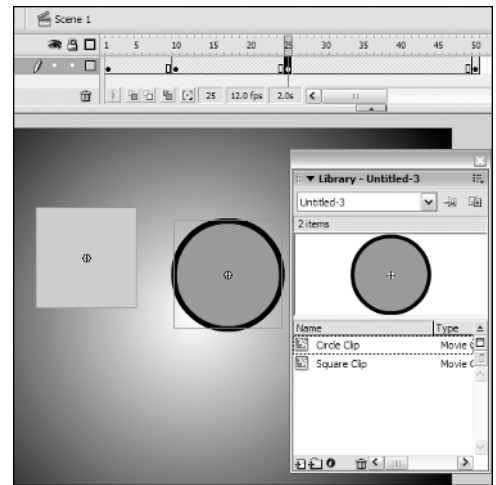 Scene 1
1 5 10 15 20 25 30 35 40 45 50
25 12.0 fps 2.0s
Library - Untitled-3
Untitled-3
2 items
Name Type
Circle Clip Movie C
Square Clip Movie C